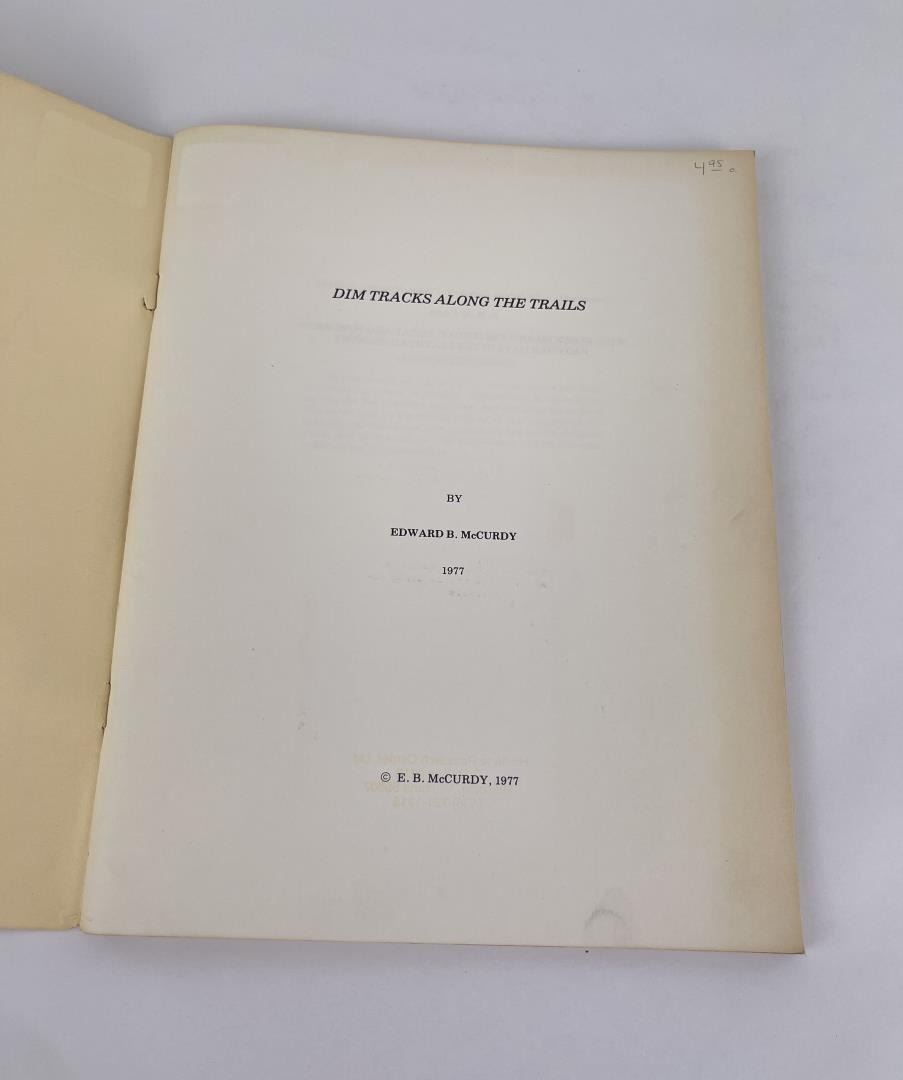 4 95
DIM TRACKS ALONG THE TRAILS
BY
EDWARD B. McCURDY
1977
© E. B. McCURDY, 1977